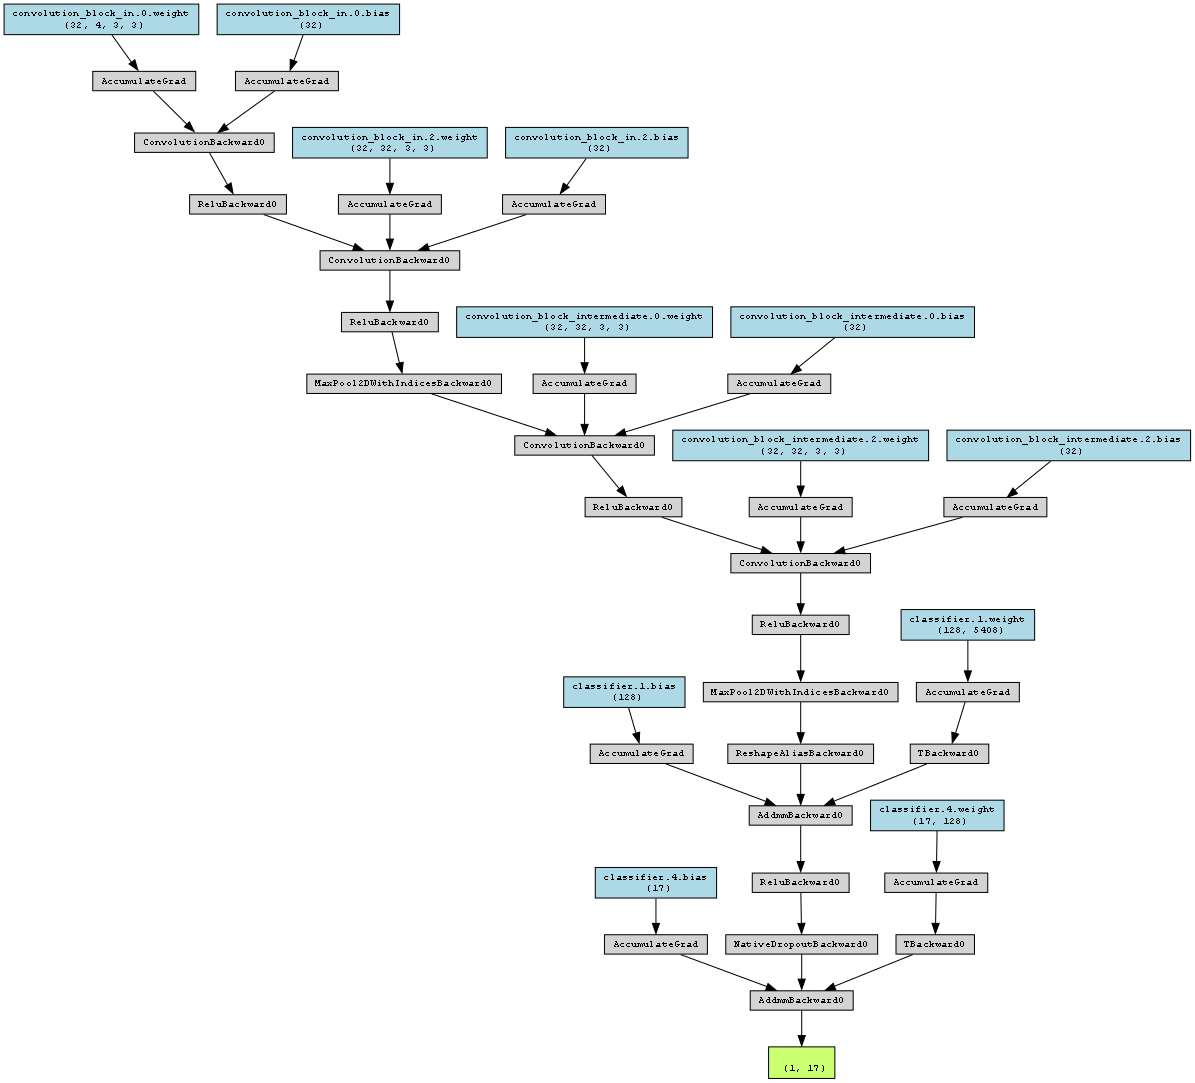 convolution_block_in.0.weight
(32, 4, 3, 3)
convolution_block_in.0.bias
(32)
AccumulateGrad
AccumulateGrad
ConvolutionBackward0
convolution_block_in.2.weight
(32, 32, 3, 3)
convolution_block_in.2.bias
(32)
ReluBackward0
AccumulateGrad
AccumulateGrad
ConvolutionBackward0
ReluBackward0
convolution_block_intermediate.0.weight
(32, 32, 3, 3)
convolution_block_intermediate.0.bias
(32)
MaxPool2DWithIndicesBackward0
AccumulateGrad
AccumulateGrad
ConvolutionBackward0
convolution_block_intermediate.2.weight
(32, 32, 3, 3)
convolution_block_intermediate.2.bias
(32)
ReluBackward0
AccumulateGrad
AccumulateGrad
ConvolutionBackward0
ReluBackward0
classifier.1.weight
(128, 5408)
classifier.1.bias
(128)
MaxPool2DWithIndicesBackward0
AccumulateGrad
AccumulateGrad
ReshapeAliasBackward0
TBackward0
AddmmBackward0
classifier.4.weight
(17, 128)
classifier.4.bias
(17)
ReluBackward0
AccumulateGrad
AccumulateGrad
NativeDropoutBackward0
TBackward0
AddmmBackward0
(1, 17)